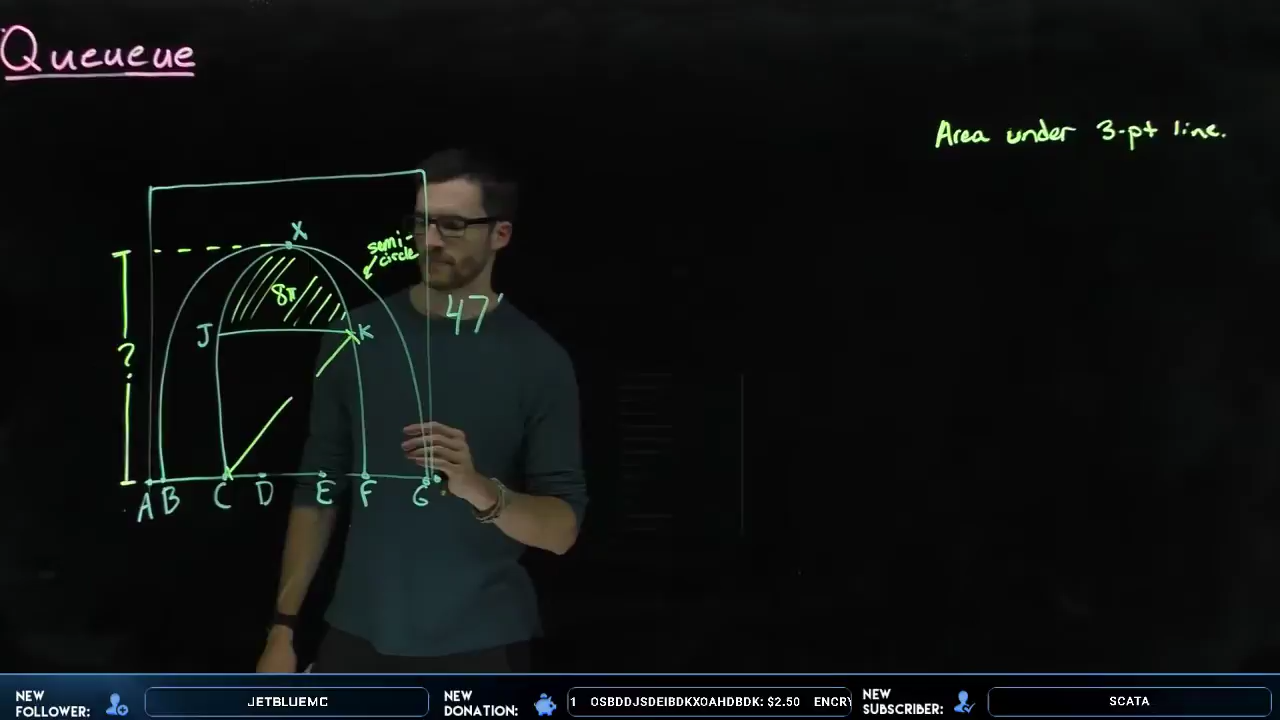 Queueue
Area under 3-pt line.
X
semi-
circle
8π
47'
J
K
?
A B C D E F G
NEW
FOLLOWER:
JETBLUEMC
NEW
DONATION:
1 OSBDDJSDEIBDKXOAHDBDK: $2.50 ENCRY
NEW
SUBSCRIBER:
SCATA